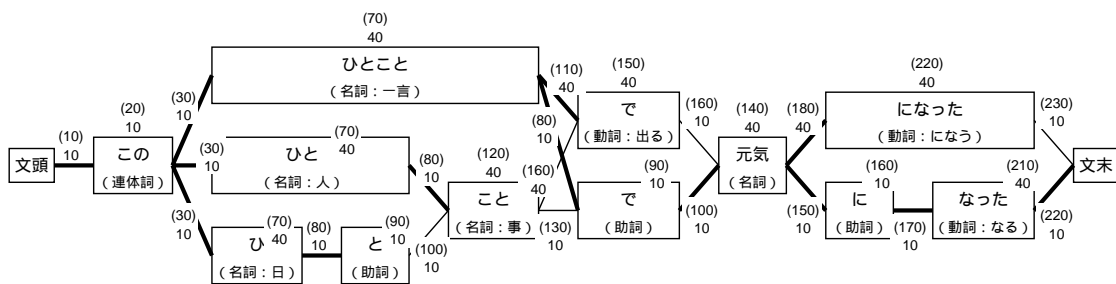 (70)
40
ひとこと
(名詞：一言)
(150)
40
で
(動詞：出る)
(220)
40
になった
(動詞：になう)
(110)
40
(160)
10
(140)
40
(180)
40
(230)
10
(20)
10
(30)
10
(80)
10
(10)
10
文頭
この
(連体詞)
(30)
10
ひと
(名詞：人)
(70)
40
(80)
10
(120)
40
こと
(名詞：事)
(160)
40
(90)
10
で
(助詞)
元気
(名詞)
(160)
10
に
(助詞)
(210)
40
なった
(動詞：なる)
文末
(30)
10
ひ
(名詞：日)
(70)
40
(80)
10
(90)
10
と
(助詞)
(100)
10
(130)
10
(100)
10
(150)
10
(170)
10
(220)
10